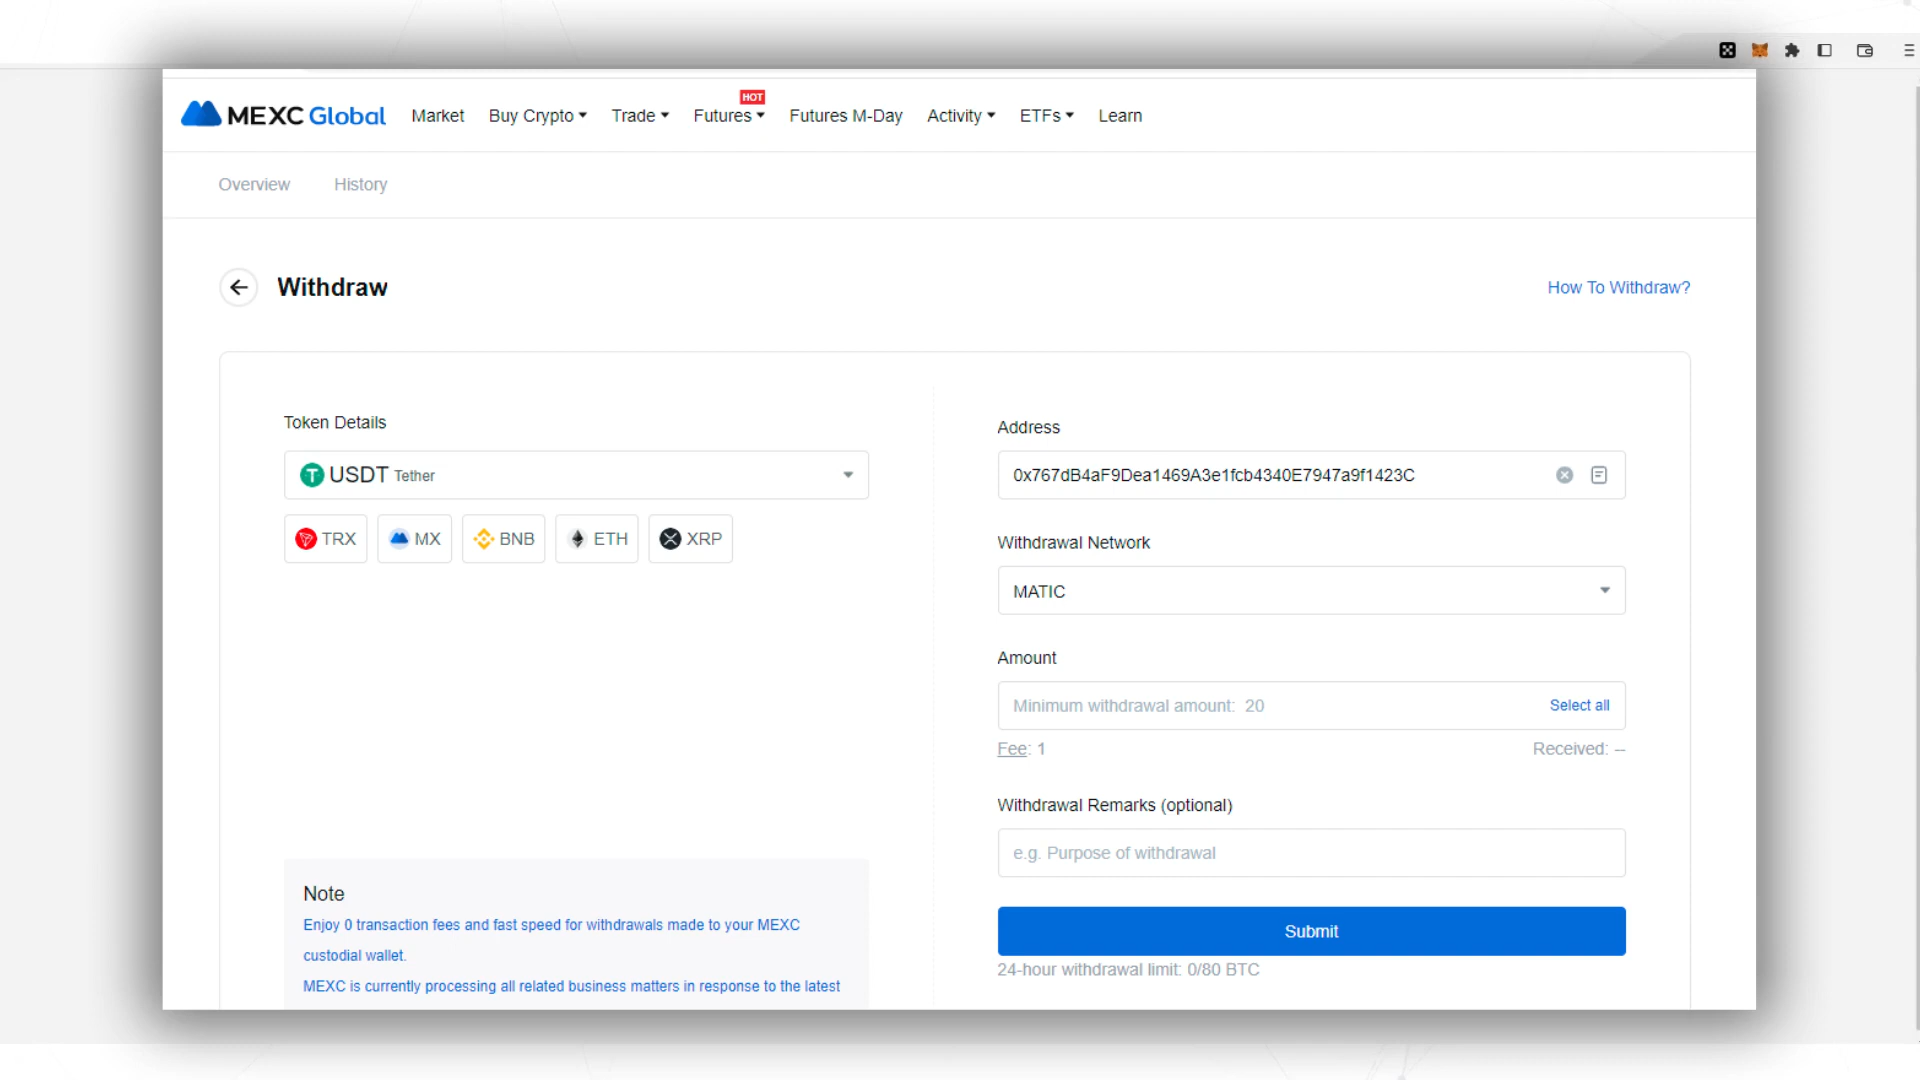 MEXC Global
Market
Buy Crypto
Trade
HOT
Futures
Futures M-Day
Activity
ETFs
Learn
Overview
History
Withdraw
How To Withdraw?
Token Details
USDT Tether
TRX
MX
BNB
ETH
XRP
Address
0x767dB4aF9Dea1469A3e1fcb4340E7947a9f1423C
Withdrawal Network
MATIC
Amount
Minimum withdrawal amount: 20
Select all
Fee: 1
Received: --
Withdrawal Remarks (optional)
e.g. Purpose of withdrawal
Submit
24-hour withdrawal limit: 0/80 BTC
Note
Enjoy 0 transaction fees and fast speed for withdrawals made to your MEXC
custodial wallet.
MEXC is currently processing all related business matters in response to the latest